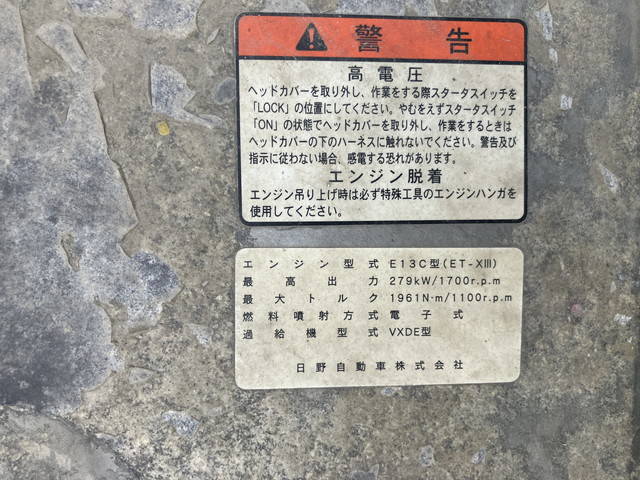 警告
高電圧
ヘッドカバーを取り外し、作業をする際スタータスイッチを
「LOCK」の位置にしてください。やむをえずスタータスイッチ
「ON」の状態でヘッドカバーを取り外し、作業をするときは
ヘッドカバーの下のハーネスに触れないでください。警告及び
指示に従わない場合、感電する恐れがあります。
エンジン脱着
エンジン吊り上げ時は必ず特殊工具のエンジンハンガを
使用してください。
エンジン型式 E13C型(ET-XIII)
最高出力 279kW/1700r.p.m
最大トルク 1961N·m/1100r.p.m
燃料噴射方式 電子式
過給機型式 VXDE型
日野自動車株式会社